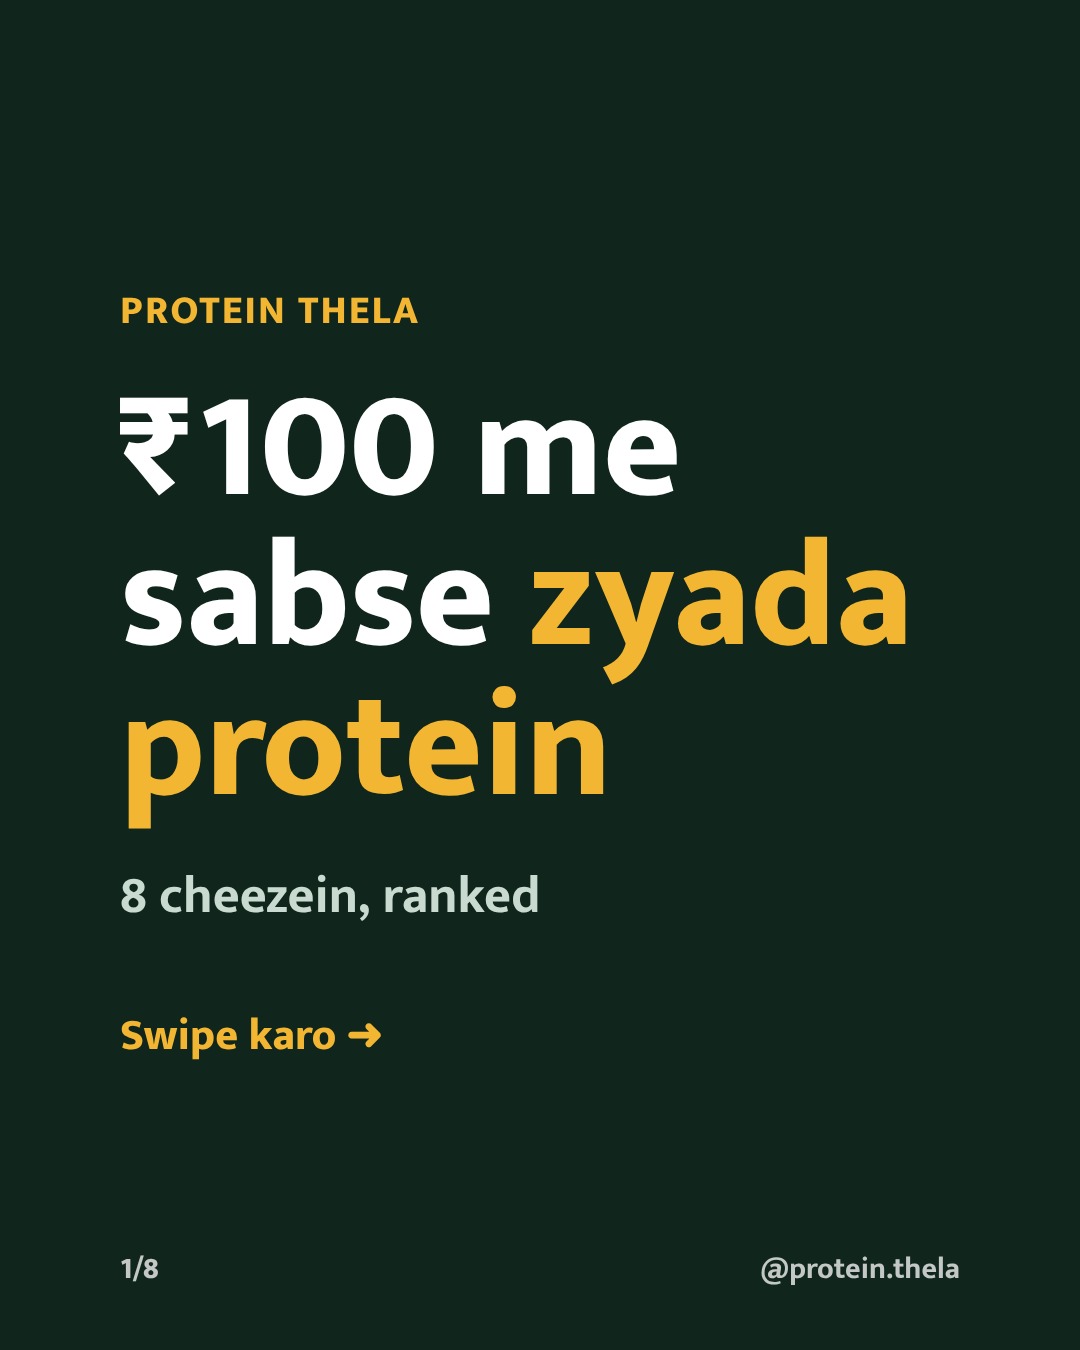 PROTEIN THELA
₹100 me
sabse zyada
protein
8 cheezein, ranked
Swipe karo ➜
1/8
@protein.thela